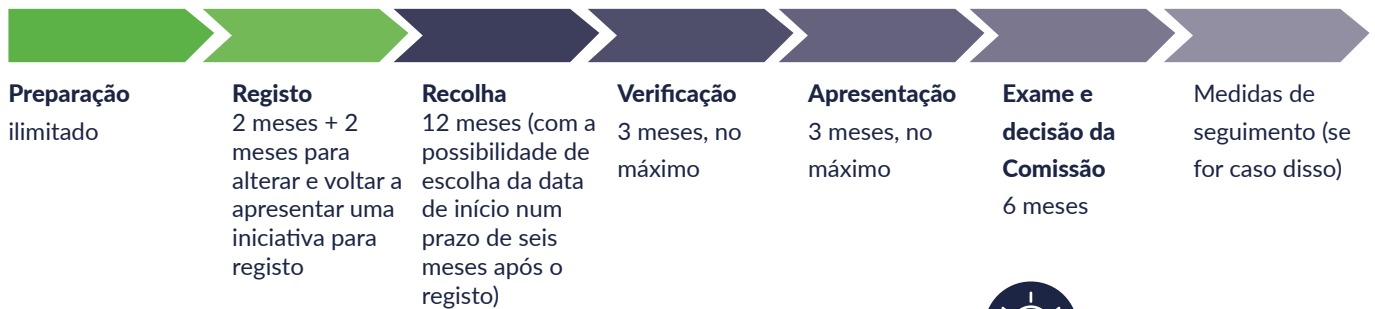 Preparação
ilimitado
Registo
2 meses + 2
meses para
alterar e voltar a
apresentar uma
iniciativa para
registo
Recolha
12 meses (com a
possibilidade de
escolha da data
de início num
prazo de seis
meses após o
registo)
Verificação
3 meses, no
máximo
Apresentação
3 meses, no
máximo
Exame e
decisão da
Comissão
6 meses
Medidas de
seguimento (se
for caso disso)